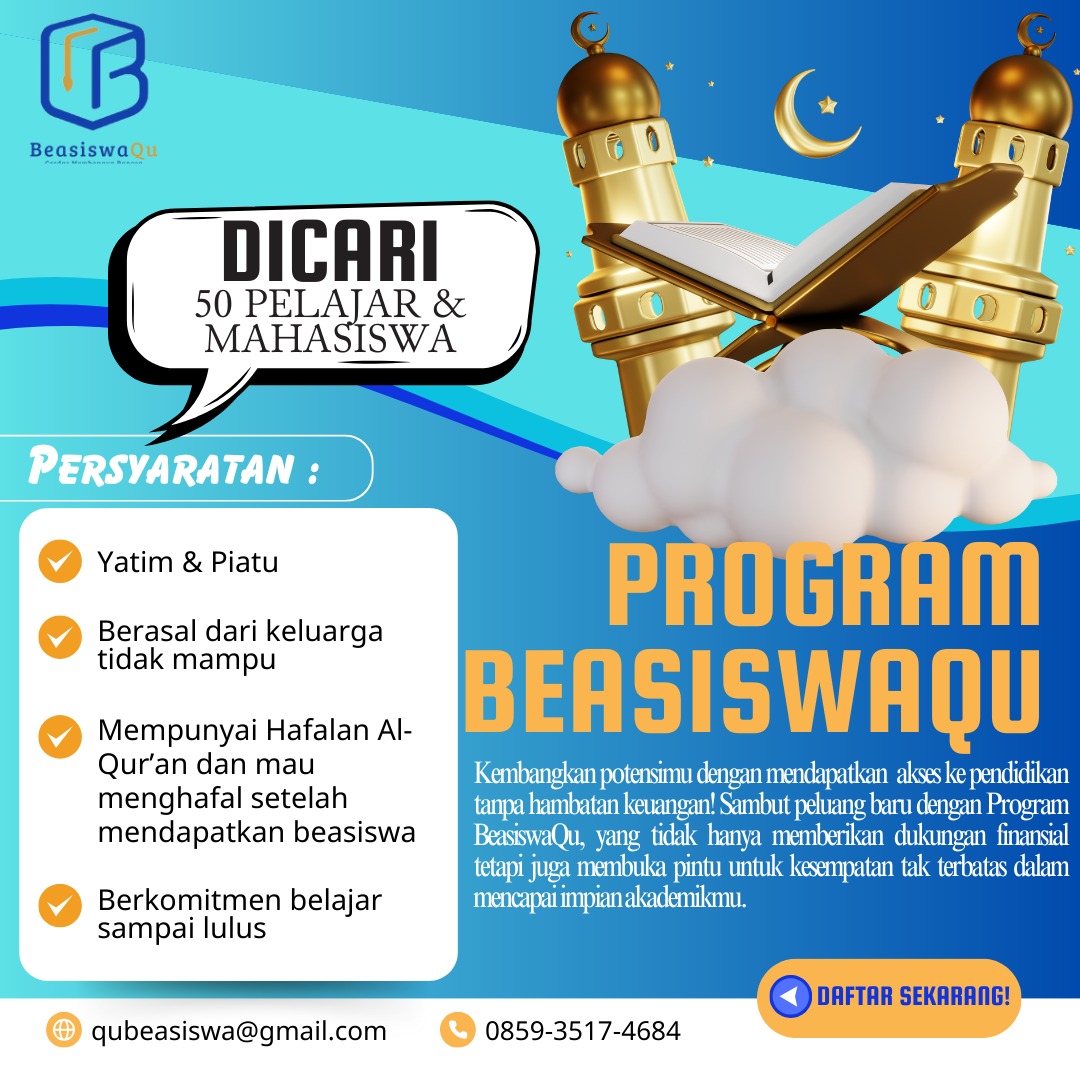 BeasiswaQu
DICARI
50 PELAJAR &
MAHASISWA
PERSYARATAN :
Yatim & Piatu
Berasal dari keluarga
tidak mampu
Mempunyai Hafalan Al-
Qur’an dan mau
menghafal setelah
mendapatkan beasiswa
Berkomitmen belajar
sampai lulus
PROGRAM
BEASISWAQU
Kembangkan potensimu dengan mendapatkan akses ke pendidikan
tanpa hambatan keuangan! Sambut peluang baru dengan Program
BeasiswaQu, yang tidak hanya memberikan dukungan finansial
tetapi juga membuka pintu untuk kesempatan tak terbatas dalam
mencapai impian akademikmu.
DAFTAR SEKARANG!
qubeasiswa@gmail.com
0859-3517-4684